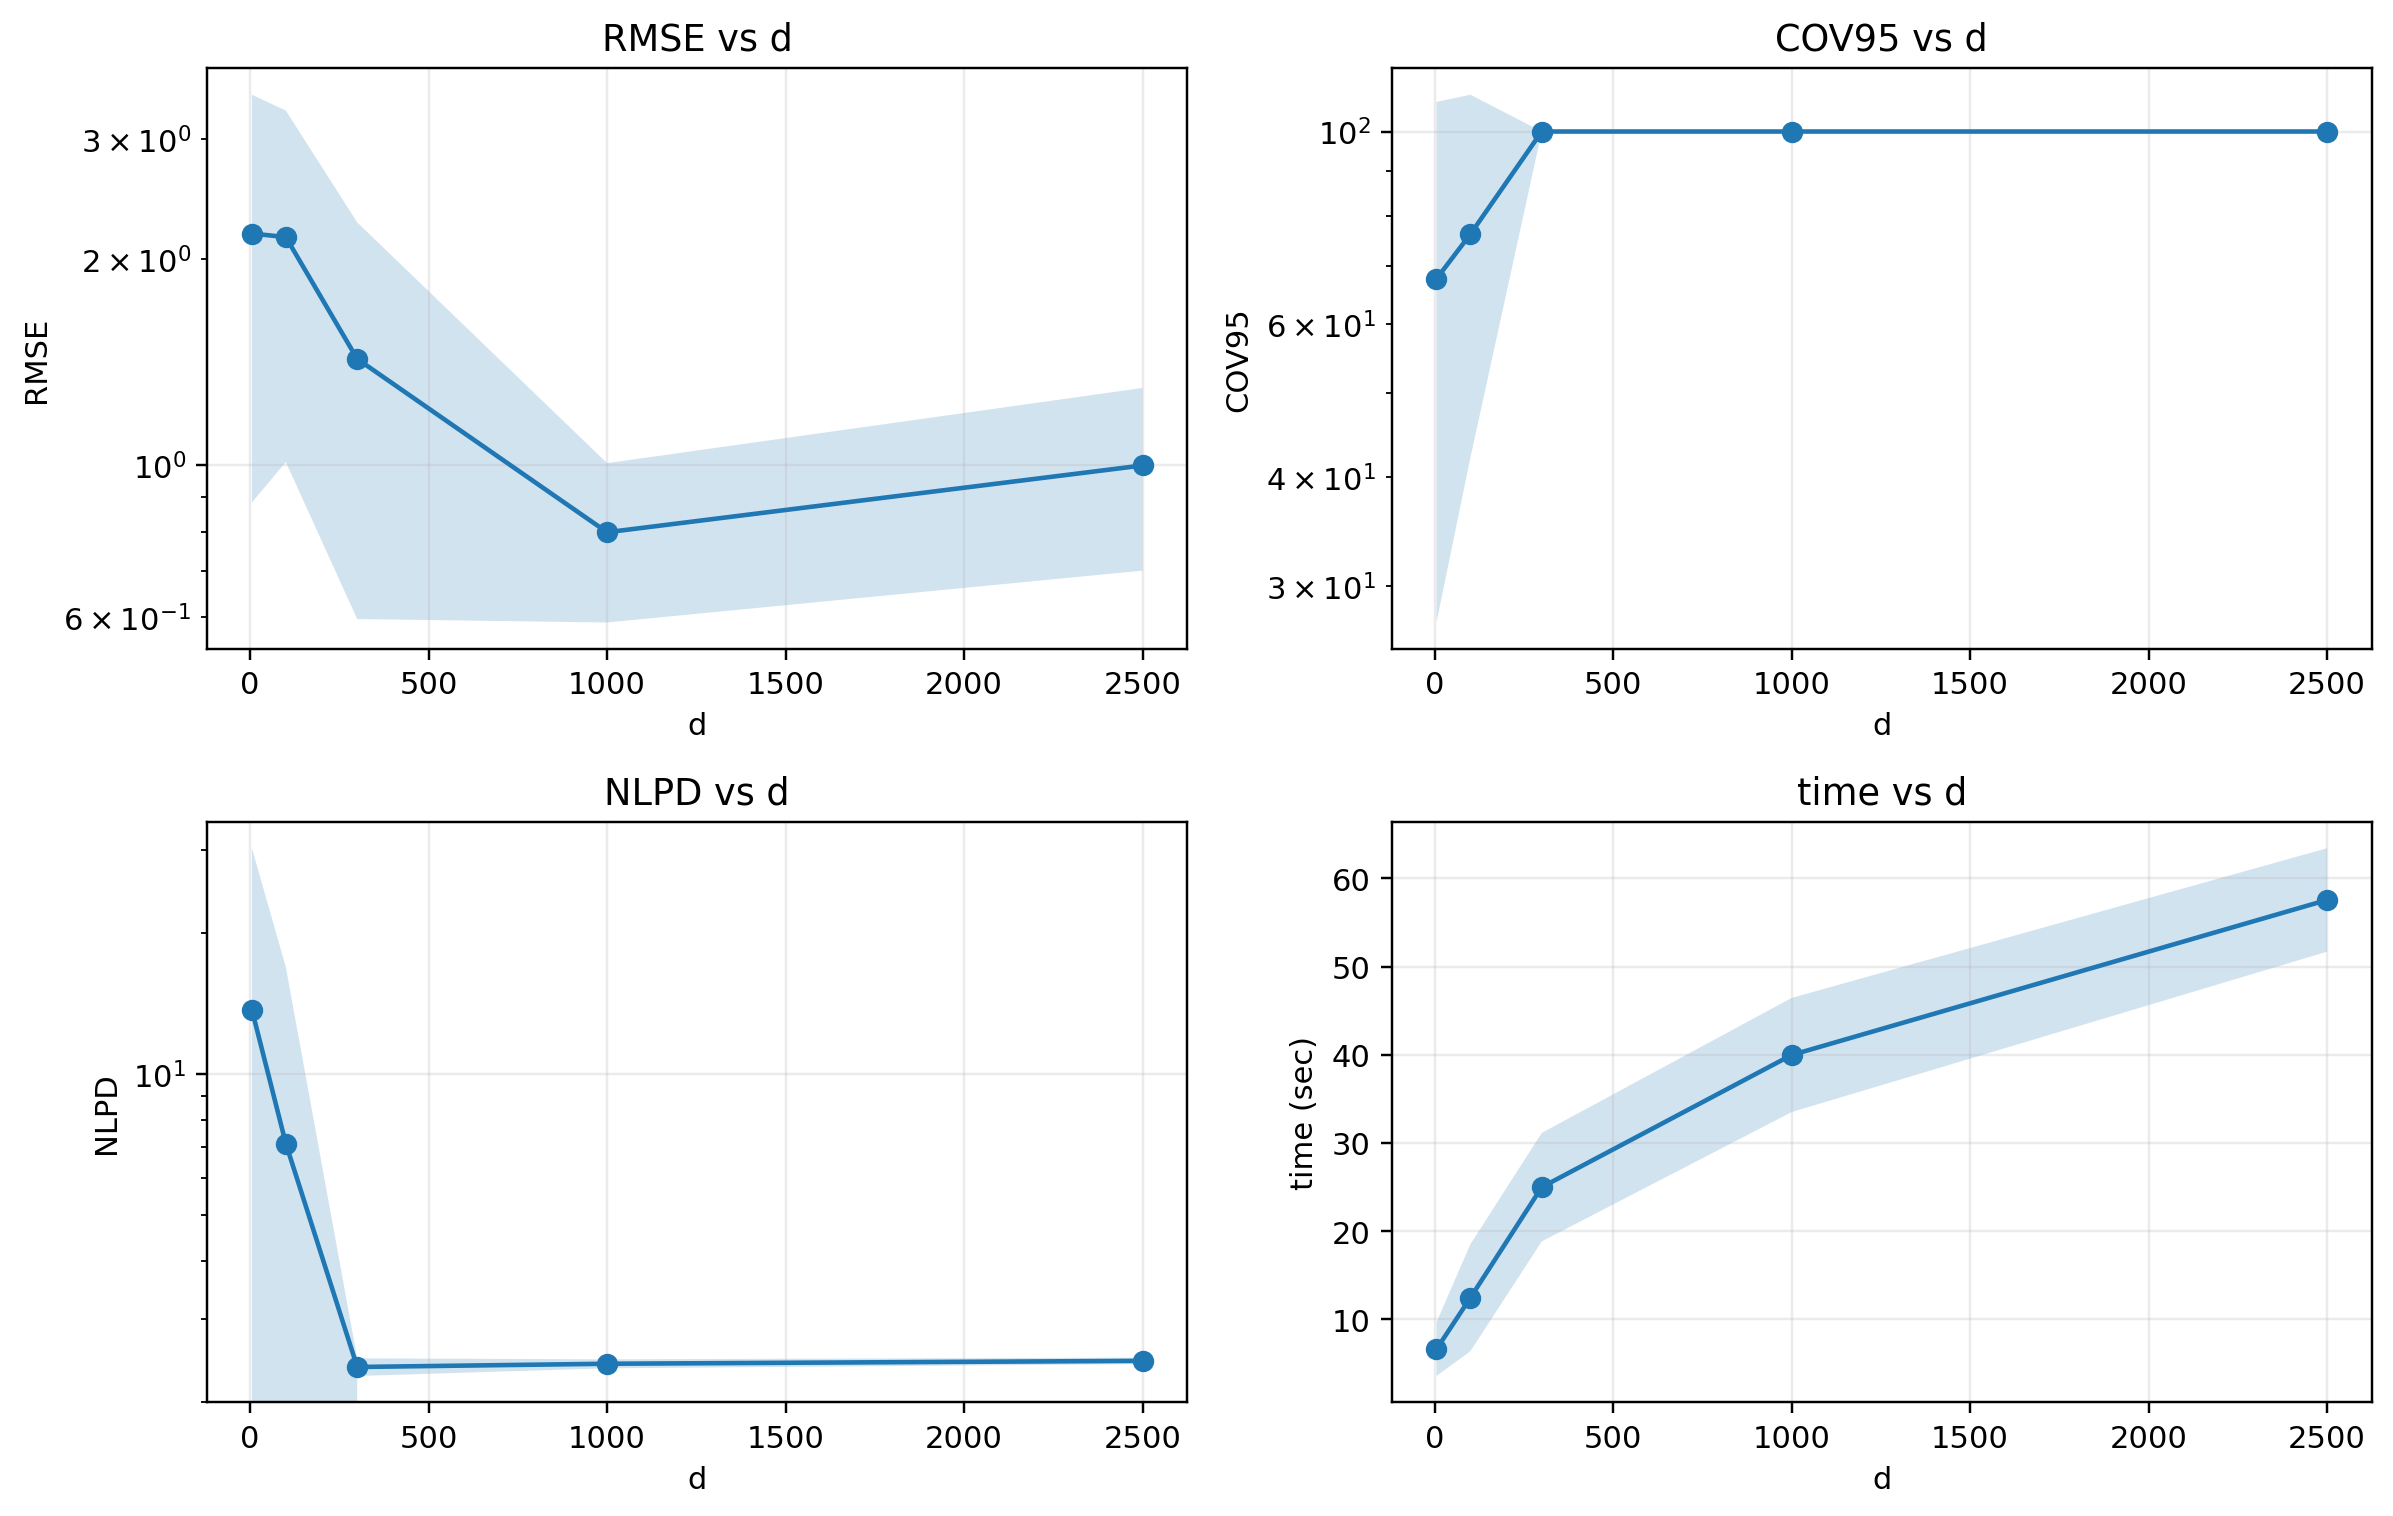 RMSE vs d
3 × 10⁰
2 × 10⁰
10⁰
6 × 10⁻¹
RMSE
0 500 1000 1500 2000 2500
d
COV95 vs d
10²
6 × 10¹
4 × 10¹
3 × 10¹
COV95
0 500 1000 1500 2000 2500
d
NLPD vs d
10¹
NLPD
0 500 1000 1500 2000 2500
d
time vs d
60
50
40
30
20
10
time (sec)
0 500 1000 1500 2000 2500
d